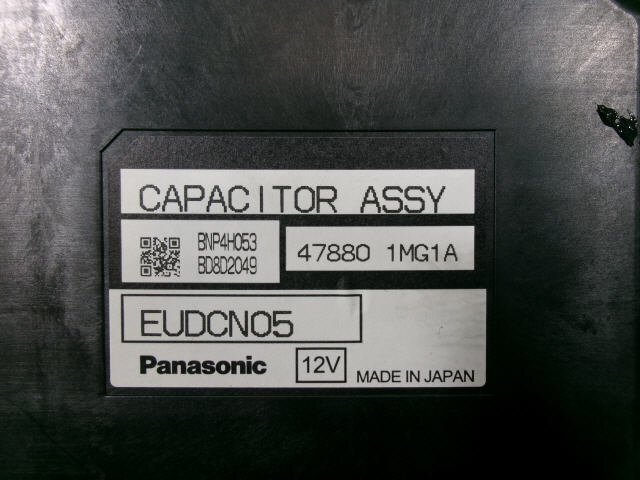 CAPACITOR ASSY
BNP4H053
BD8D2049
47880 1MG1A
EUDCN05
Panasonic
12V
MADE IN JAPAN